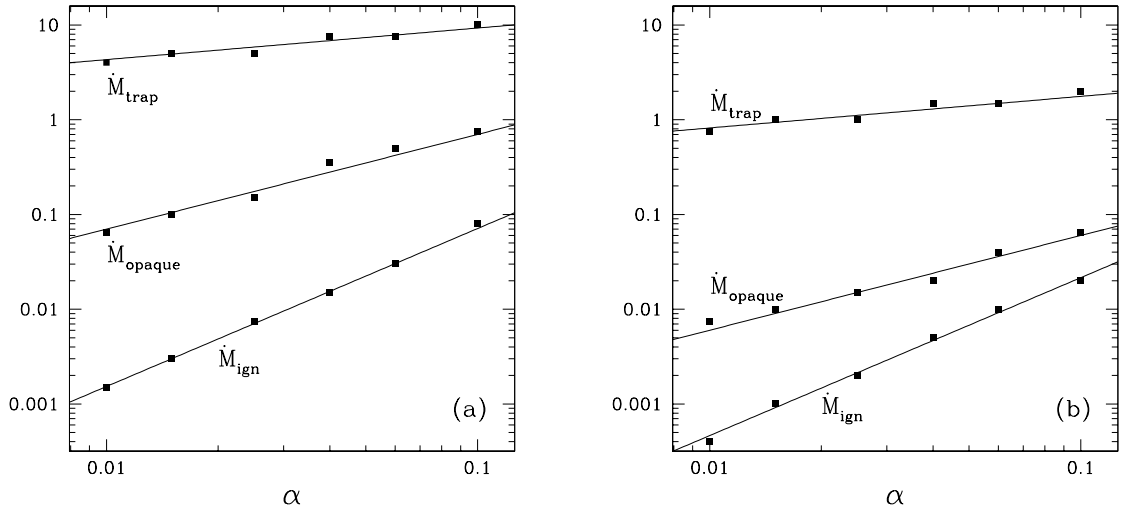 10
1
0.1
0.01
0.001
Ṁtrap
Ṁopaque
Ṁign
(a)
0.01 0.1
α
10
1
0.1
0.01
0.001
Ṁtrap
Ṁopaque
Ṁign
(b)
0.01 0.1
α